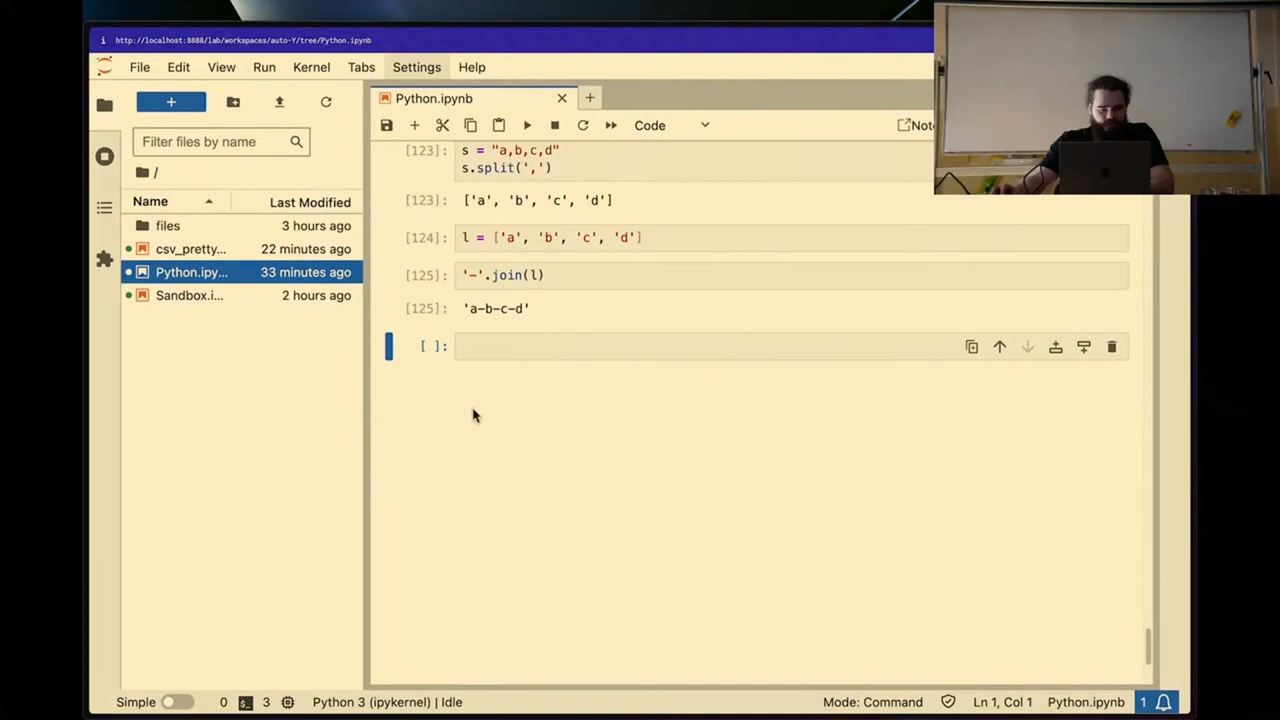 http://localhost:8888/lab/workspaces/auto-Y/tree/Python.ipynb
File Edit View Run Kernel Tabs Settings Help
Filter files by name
/
Name Last Modified
files 3 hours ago
csv_pretty... 22 minutes ago
Python.ipy... 33 minutes ago
Sandbox.i... 2 hours ago
Python.ipynb
Code
Note
[123]: s = "a,b,c,d"
s.split(',')
[123]: ['a', 'b', 'c', 'd']
[124]: l = ['a', 'b', 'c', 'd']
[125]: '-'.join(l)
[125]: 'a-b-c-d'
[ ]:
Simple 0 3 Python 3 (ipykernel) | Idle Mode: Command Ln 1, Col 1 Python.ipynb 1